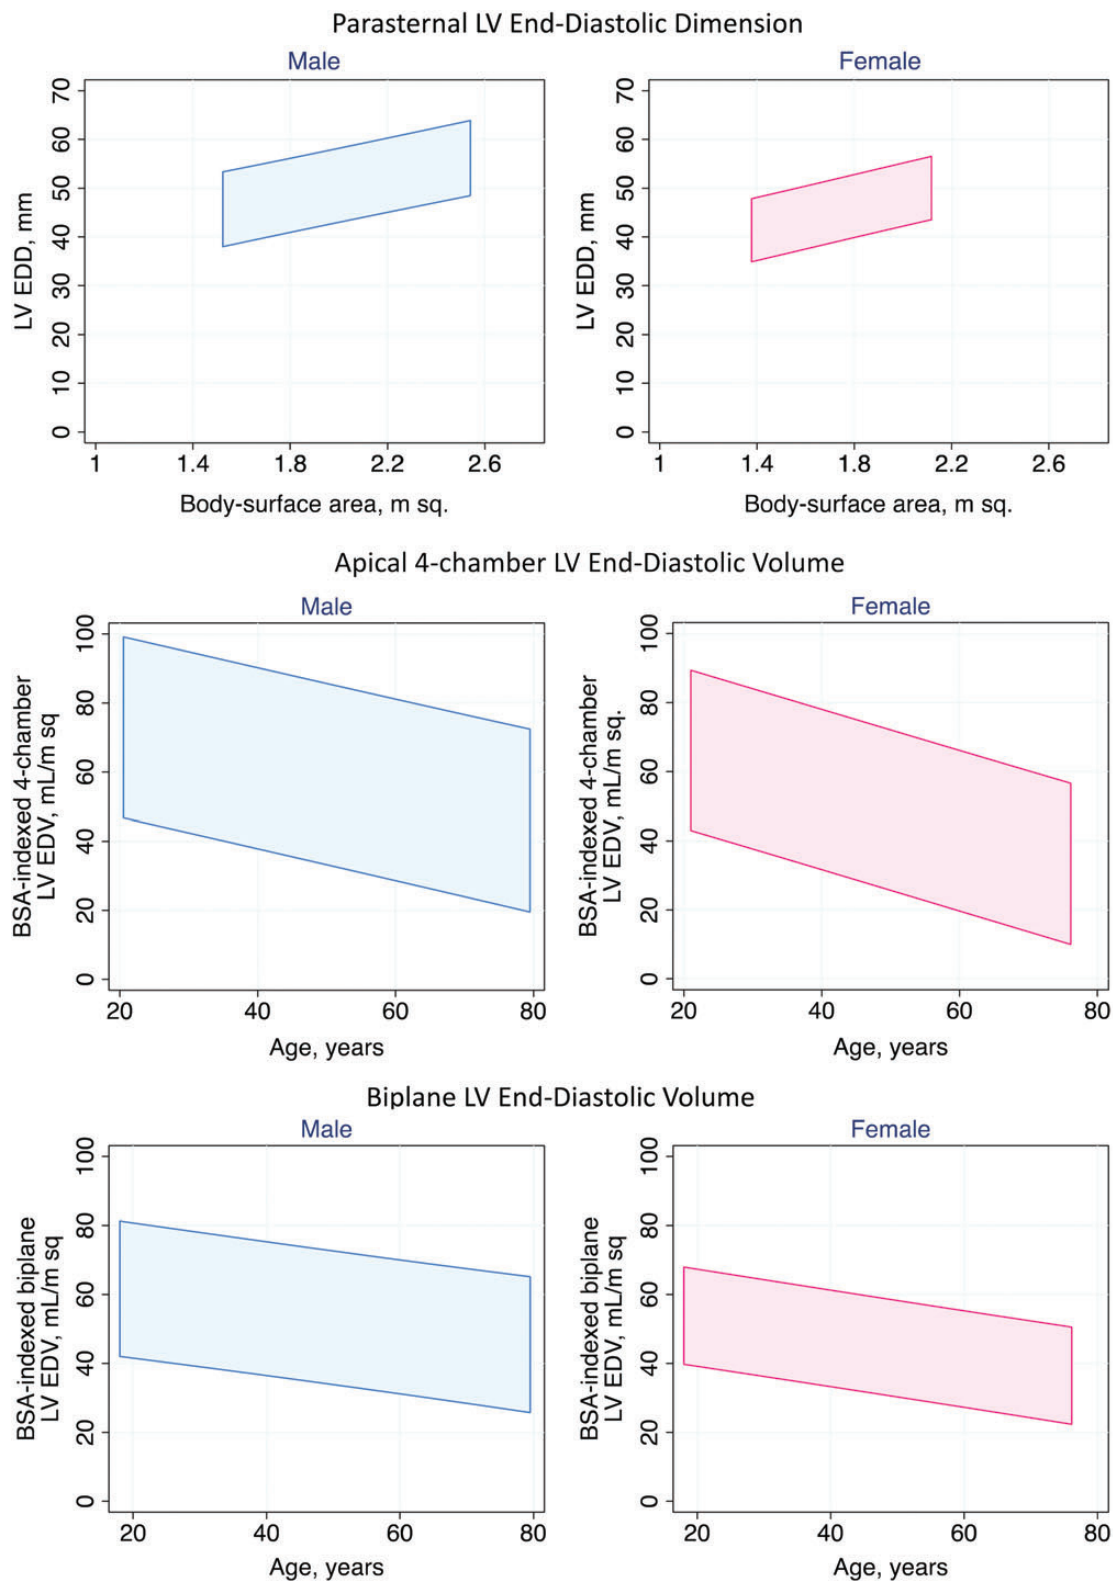 Parasternal LV End-Diastolic Dimension
Male
Female
LV EDD, mm
70
60
50
40
30
20
10
0
1 1.4 1.8 2.2 2.6
Body-surface area, m sq.
LV EDD, mm
70
60
50
40
30
20
10
0
1 1.4 1.8 2.2 2.6
Body-surface area, m sq.
Apical 4-chamber LV End-Diastolic Volume
Male
Female
BSA-indexed 4-chamber
LV EDV, mL/m sq
100
80
60
40
20
0
20 40 60 80
Age, years
BSA-indexed 4-chamber
LV EDV, mL/m sq.
100
80
60
40
20
0
20 40 60 80
Age, years
Biplane LV End-Diastolic Volume
Male
Female
BSA-indexed biplane
LV EDV, mL/m sq
100
80
60
40
20
0
20 40 60 80
Age, years
BSA-indexed biplane
LV EDV, mL/m sq
100
80
60
40
20
0
20 40 60 80
Age, years